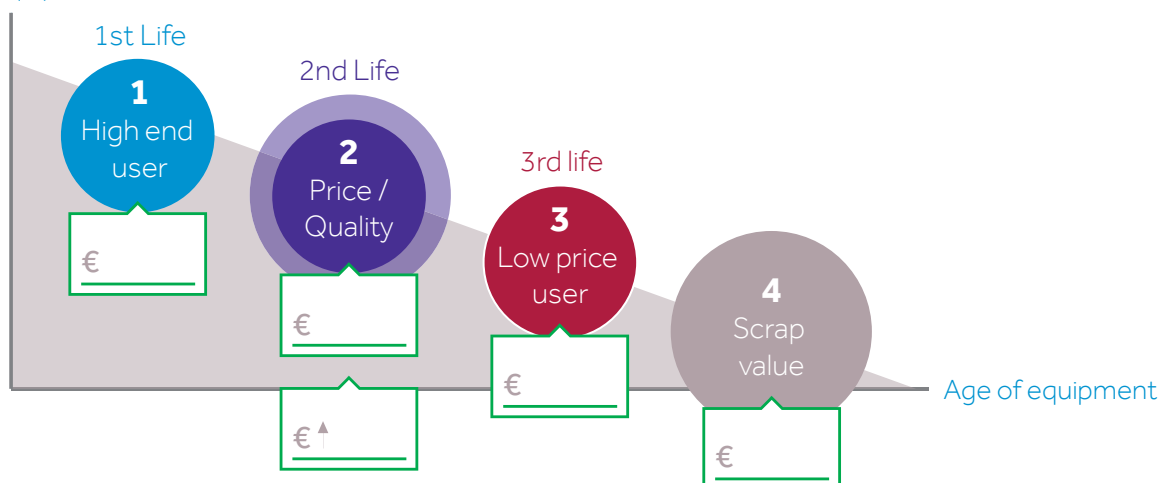 1st Life
1
High end
user
€
2nd Life
2
Price /
Quality
€
€
3rd life
3
Low price
user
€
4
Scrap
value
€
Age of equipment